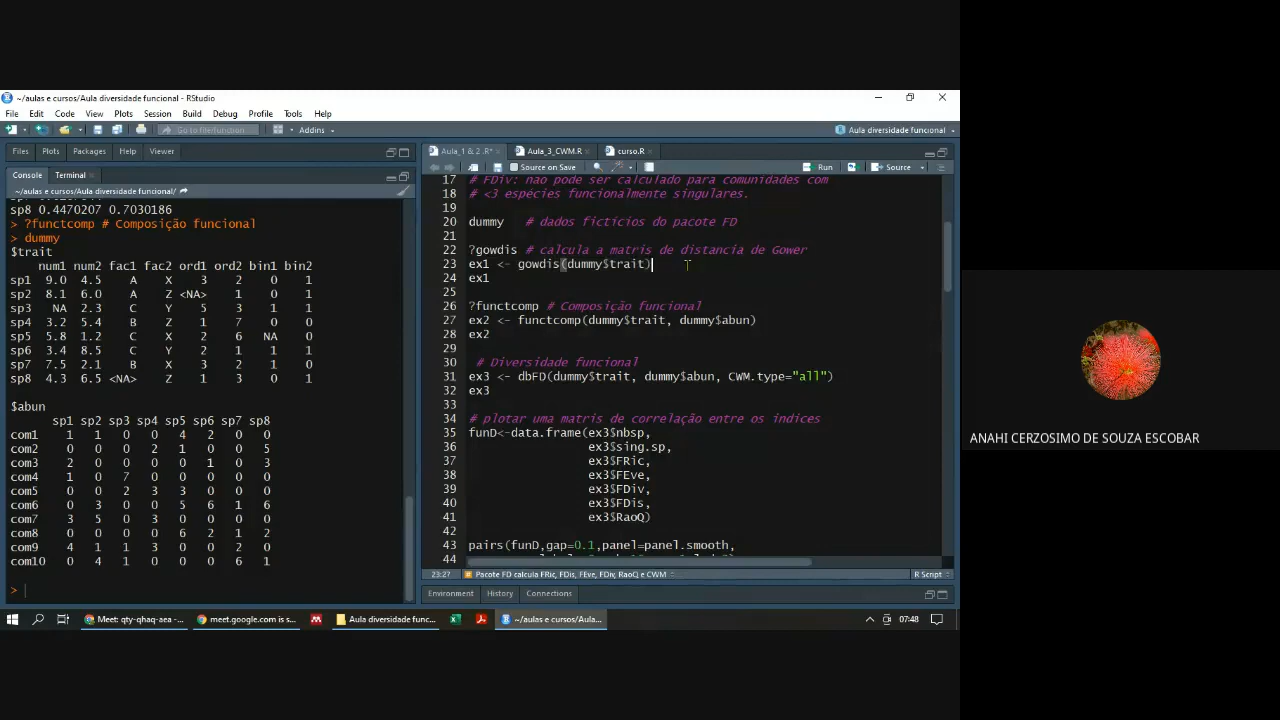 ~/aulas e cursos/Aula diversidade funcional - RStudio
File Edit Code View Plots Session Build Debug Profile Tools Help
Go to file/function Addins Aula diversidade funcional
Files Plots Packages Help Viewer
Console Terminal
~/aulas e cursos/Aula diversidade funcional/
sp8 0.4470207 0.7030186
> ?functcomp # Composição funcional
> dummy
$trait
num1 num2 fac1 fac2 ord1 ord2 bin1 bin2
sp1 9.0 4.5 A X 3 2 0 1
sp2 8.1 6.0 A Z <NA> 1 0 1
sp3 NA 2.3 C Y 5 3 1 1
sp4 3.2 5.4 B Z 1 7 0 0
sp5 5.8 1.2 C X 2 6 NA 0
sp6 3.4 8.5 C Y 2 1 1 1
sp7 7.5 2.1 B X 3 2 1 0
sp8 4.3 6.5 <NA> Z 1 3 0 1
$abun
sp1 sp2 sp3 sp4 sp5 sp6 sp7 sp8
com1 1 1 0 0 4 2 0 0
com2 0 0 0 2 1 0 0 5
com3 2 0 0 0 0 1 0 3
com4 1 0 7 0 0 0 0 0
com5 0 0 2 3 3 0 0 0
com6 0 3 0 0 5 6 1 6
com7 3 5 0 3 0 0 0 0
com8 0 0 0 0 6 2 1 2
com9 4 1 1 3 0 0 2 0
com10 0 4 1 0 0 0 6 1
>
Aula_1 & 2 .R* Aula_3_CWM.R curso.R
Source on Save Run Source
17 # FDiv: nao pode ser calculado para comunidades com
18 # <3 espécies funcionalmente singulares.
19
20 dummy # dados fictícios do pacote FD
21
22 ?gowdis # calcula a matris de distancia de Gower
23 ex1 <- gowdis(dummy$trait)
24 ex1
25
26 ?functcomp # Composição funcional
27 ex2 <- functcomp(dummy$trait, dummy$abun)
28 ex2
29
30 # Diversidade funcional
31 ex3 <- dbFD(dummy$trait, dummy$abun, CWM.type="all")
32 ex3
33
34 # plotar uma matris de correlação entre os indices
35 funD<-data.frame(ex3$nbsp,
36 ex3$sing.sp,
37 ex3$FRic,
38 ex3$FEve,
39 ex3$FDiv,
40 ex3$FDis,
41 ex3$RaoQ)
42
43 pairs(funD,gap=0.1,panel=panel.smooth,
44
23:27 Pacote FD calcula FRic, FDis, FEve, FDiv, RaoQ e CWM R Script
Environment History Connections
Meet: qty-qhaq-aea -... meet.google.com is s... Aula diversidade func... ~/aulas e cursos/Aula... 07:48
ANAHI CERZOSIMO DE SOUZA ESCOBAR